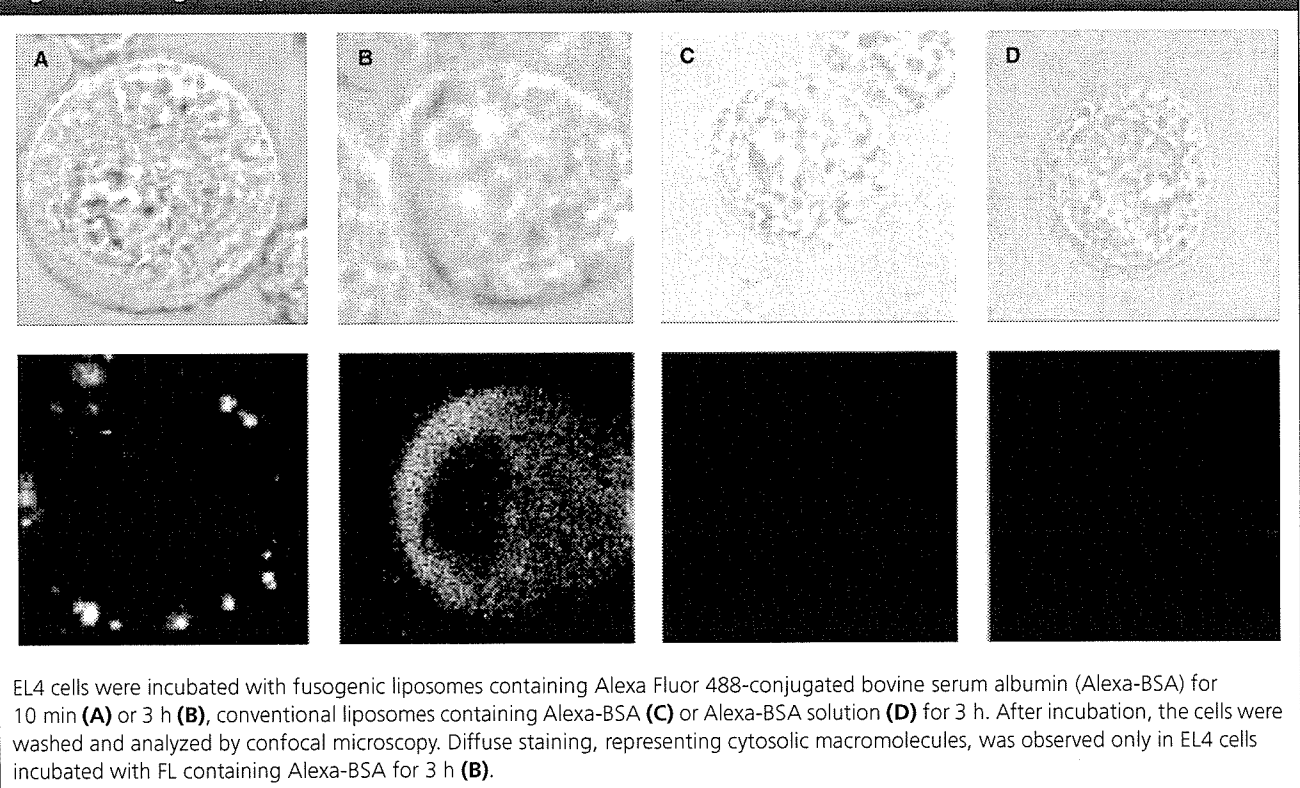 A
B
C
D
EL4 cells were incubated with fusogenic liposomes containing Alexa Fluor 488-conjugated bovine serum albumin (Alexa-BSA) for
10 min (A) or 3 h (B), conventional liposomes containing Alexa-BSA (C) or Alexa-BSA solution (D) for 3 h. After incubation, the cells were
washed and analyzed by confocal microscopy. Diffuse staining, representing cytosolic macromolecules, was observed only in EL4 cells
incubated with FL containing Alexa-BSA for 3 h (B).